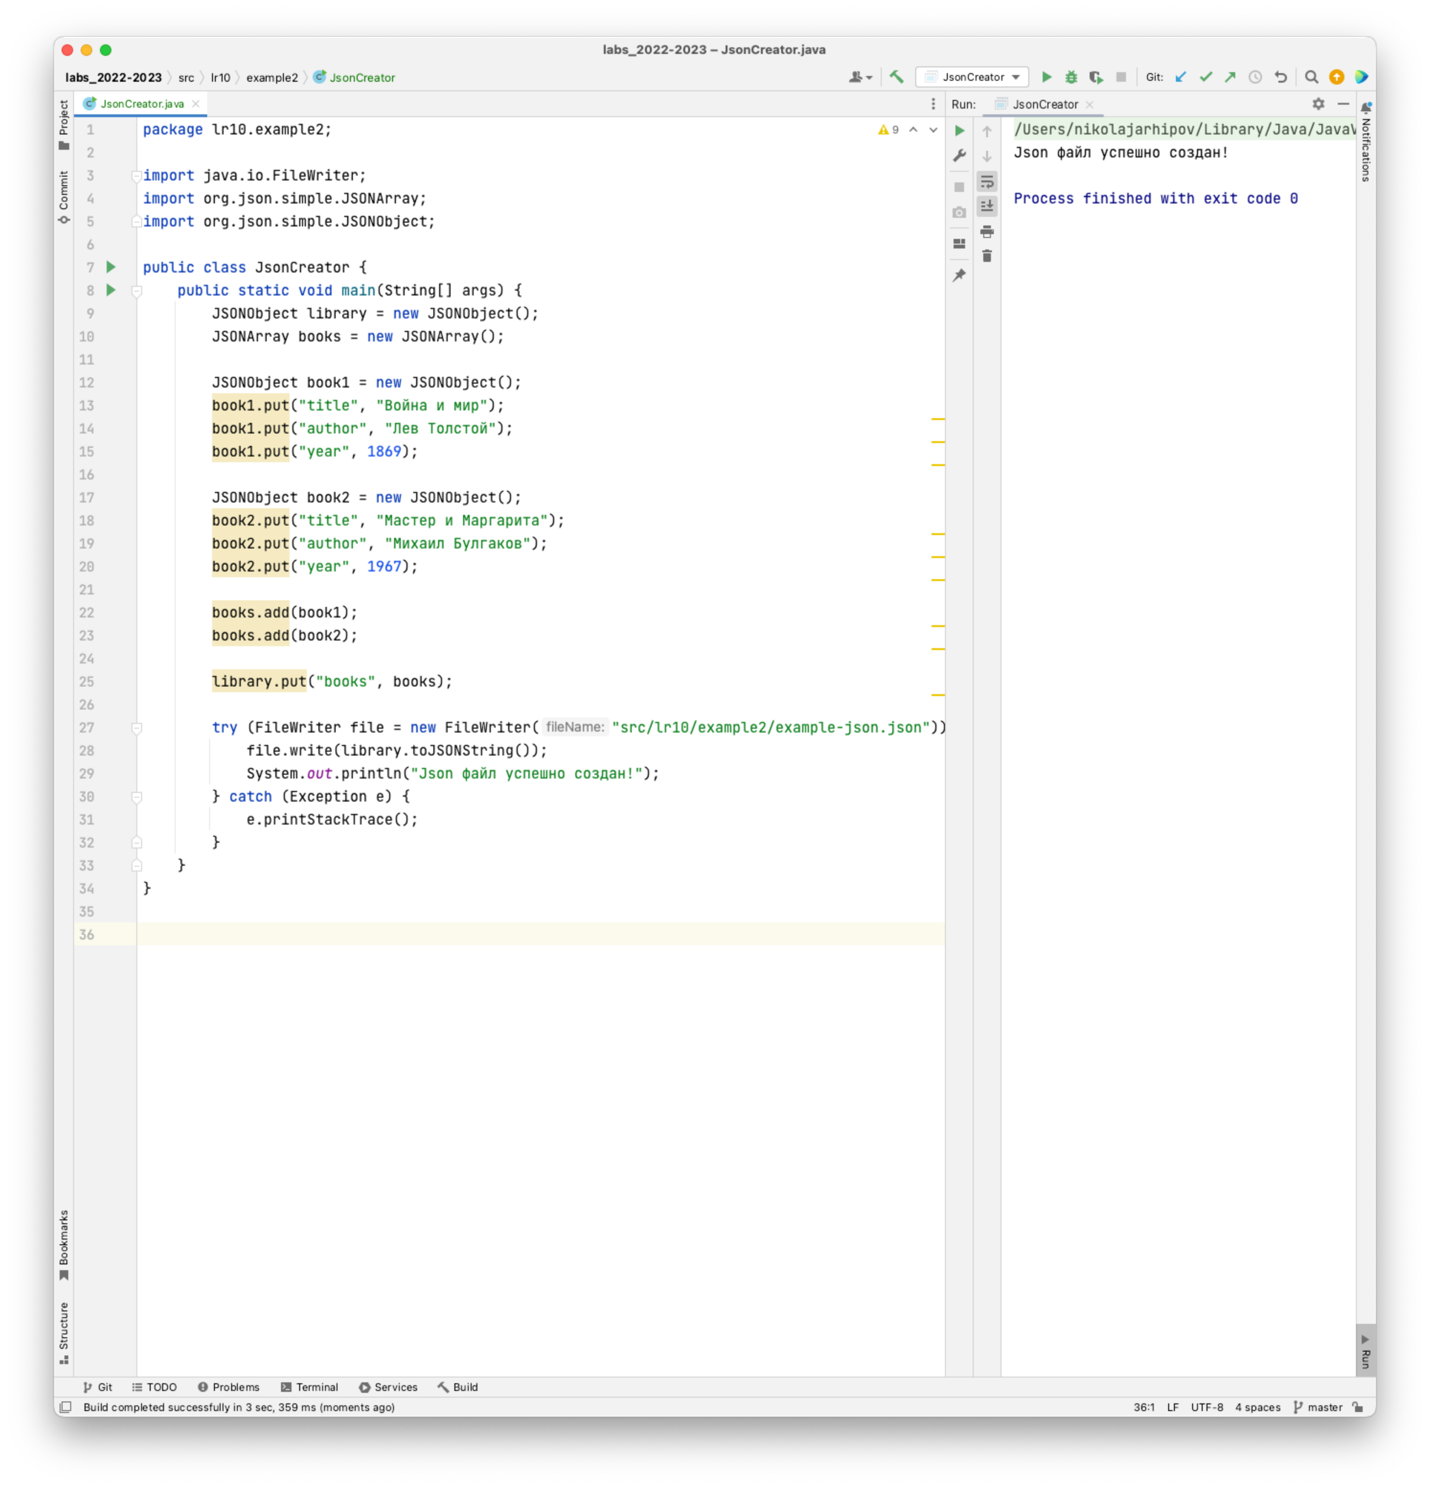 labs_2022-2023 – JsonCreator.java
labs_2022-2023 src lr10 example2 JsonCreator
JsonCreator Git:
Project
Commit
Bookmarks
Structure
JsonCreator.java
9
1 package lr10.example2;
2
3 import java.io.FileWriter;
4 import org.json.simple.JSONArray;
5 import org.json.simple.JSONObject;
6
7 public class JsonCreator {
8 public static void main(String[] args) {
9 JSONObject library = new JSONObject();
10 JSONArray books = new JSONArray();
11
12 JSONObject book1 = new JSONObject();
13 book1.put("title", "Война и мир");
14 book1.put("author", "Лев Толстой");
15 book1.put("year", 1869);
16
17 JSONObject book2 = new JSONObject();
18 book2.put("title", "Мастер и Маргарита");
19 book2.put("author", "Михаил Булгаков");
20 book2.put("year", 1967);
21
22 books.add(book1);
23 books.add(book2);
24
25 library.put("books", books);
26
27 try (FileWriter file = new FileWriter( fileName: "src/lr10/example2/example-json.json"))
28 file.write(library.toJSONString());
29 System.out.println("Json файл успешно создан!");
30 } catch (Exception e) {
31 e.printStackTrace();
32 }
33 }
34 }
35
36
Run: JsonCreator
/Users/nikolajarhipov/Library/Java/JavaV
Json файл успешно создан!
Process finished with exit code 0
Notifications
Run
Git TODO Problems Terminal Services Build
Build completed successfully in 3 sec, 359 ms (moments ago)
36:1 LF UTF-8 4 spaces master